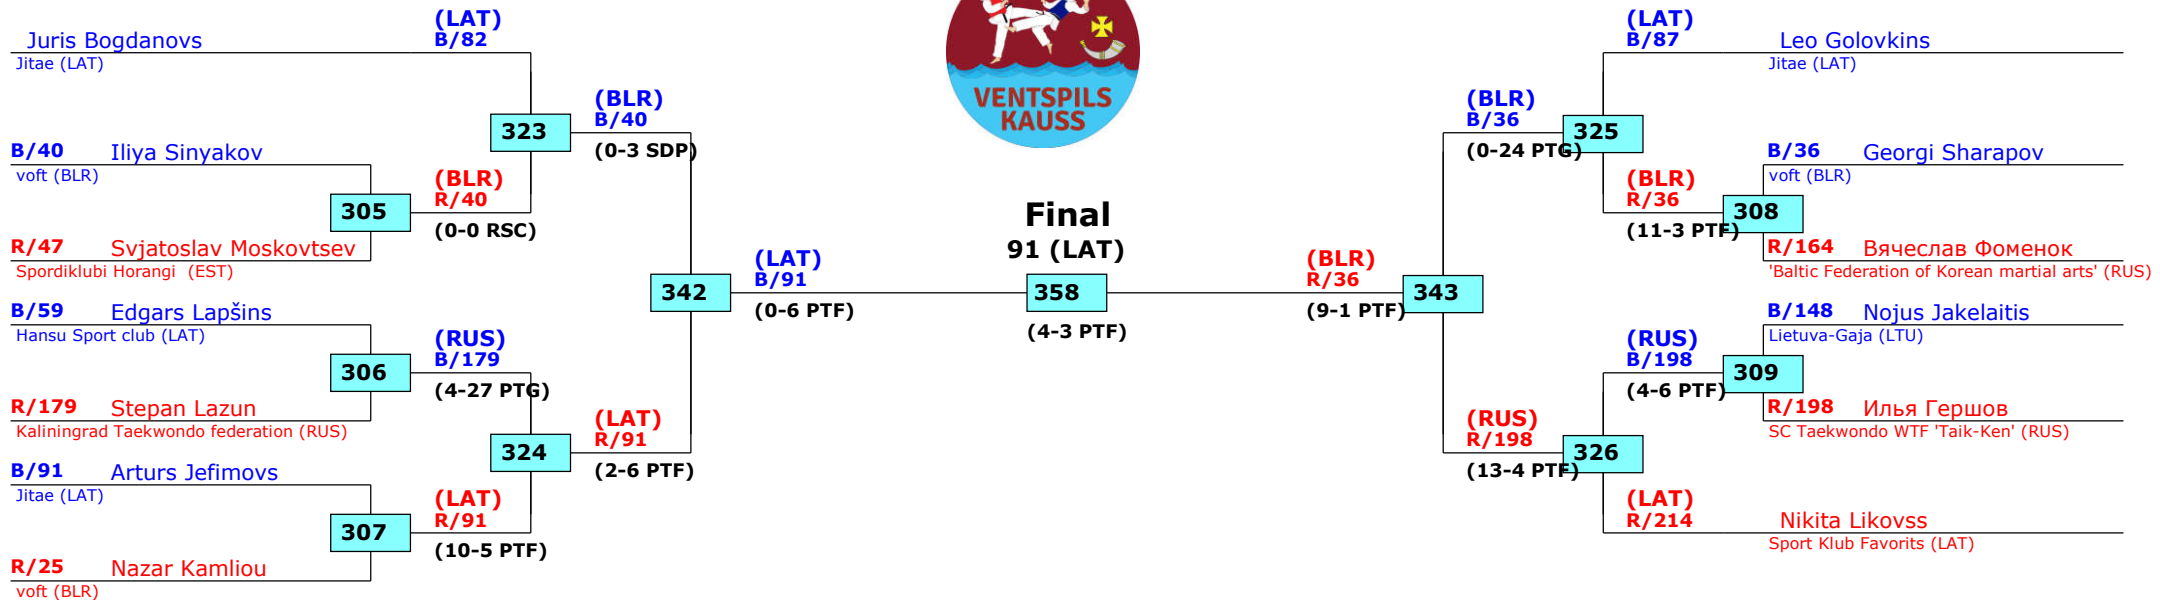 (LAT)
B/82
Juris Bogdanovs
Jitae (LAT)
323
(BLR)
B/40
(0-3 SDP)
B/40 Iliya Sinyakov
voft (BLR)
305
(BLR)
R/40
(0-0 RSC)
R/47 Svjatoslav Moskovtsev
Spordiklubi Horangi (EST)
342
(LAT)
B/91
(0-6 PTF)
B/59 Edgars Lapšins
Hansu Sport club (LAT)
306
(RUS)
B/179
(4-27 PTG)
R/179 Stepan Lazun
Kaliningrad Taekwondo federation (RUS)
324
(LAT)
R/91
(2-6 PTF)
B/91 Arturs Jefimovs
Jitae (LAT)
307
(LAT)
R/91
(10-5 PTF)
R/25 Nazar Kamliou
voft (BLR)
VENTSPILS
KAUSS
Final
91 (LAT)
358
(4-3 PTF)
(LAT)
B/87
Leo Golovkins
Jitae (LAT)
(BLR)
B/36
325
(0-24 PTG)
B/36 Georgi Sharapov
voft (BLR)
(BLR)
R/36
308
(11-3 PTF)
R/164 Вячеслав Фоменок
'Baltic Federation of Korean martial arts' (RUS)
(BLR)
R/36
343
(9-1 PTF)
B/148 Nojus Jakelaitis
Lietuva-Gaja (LTU)
(RUS)
B/198
309
(4-6 PTF)
R/198 Илья Гершов
SC Taekwondo WTF 'Taik-Ken' (RUS)
(RUS)
R/198
326
(13-4 PTF)
(LAT)
R/214
Nikita Likovss
Sport Klub Favorits (LAT)